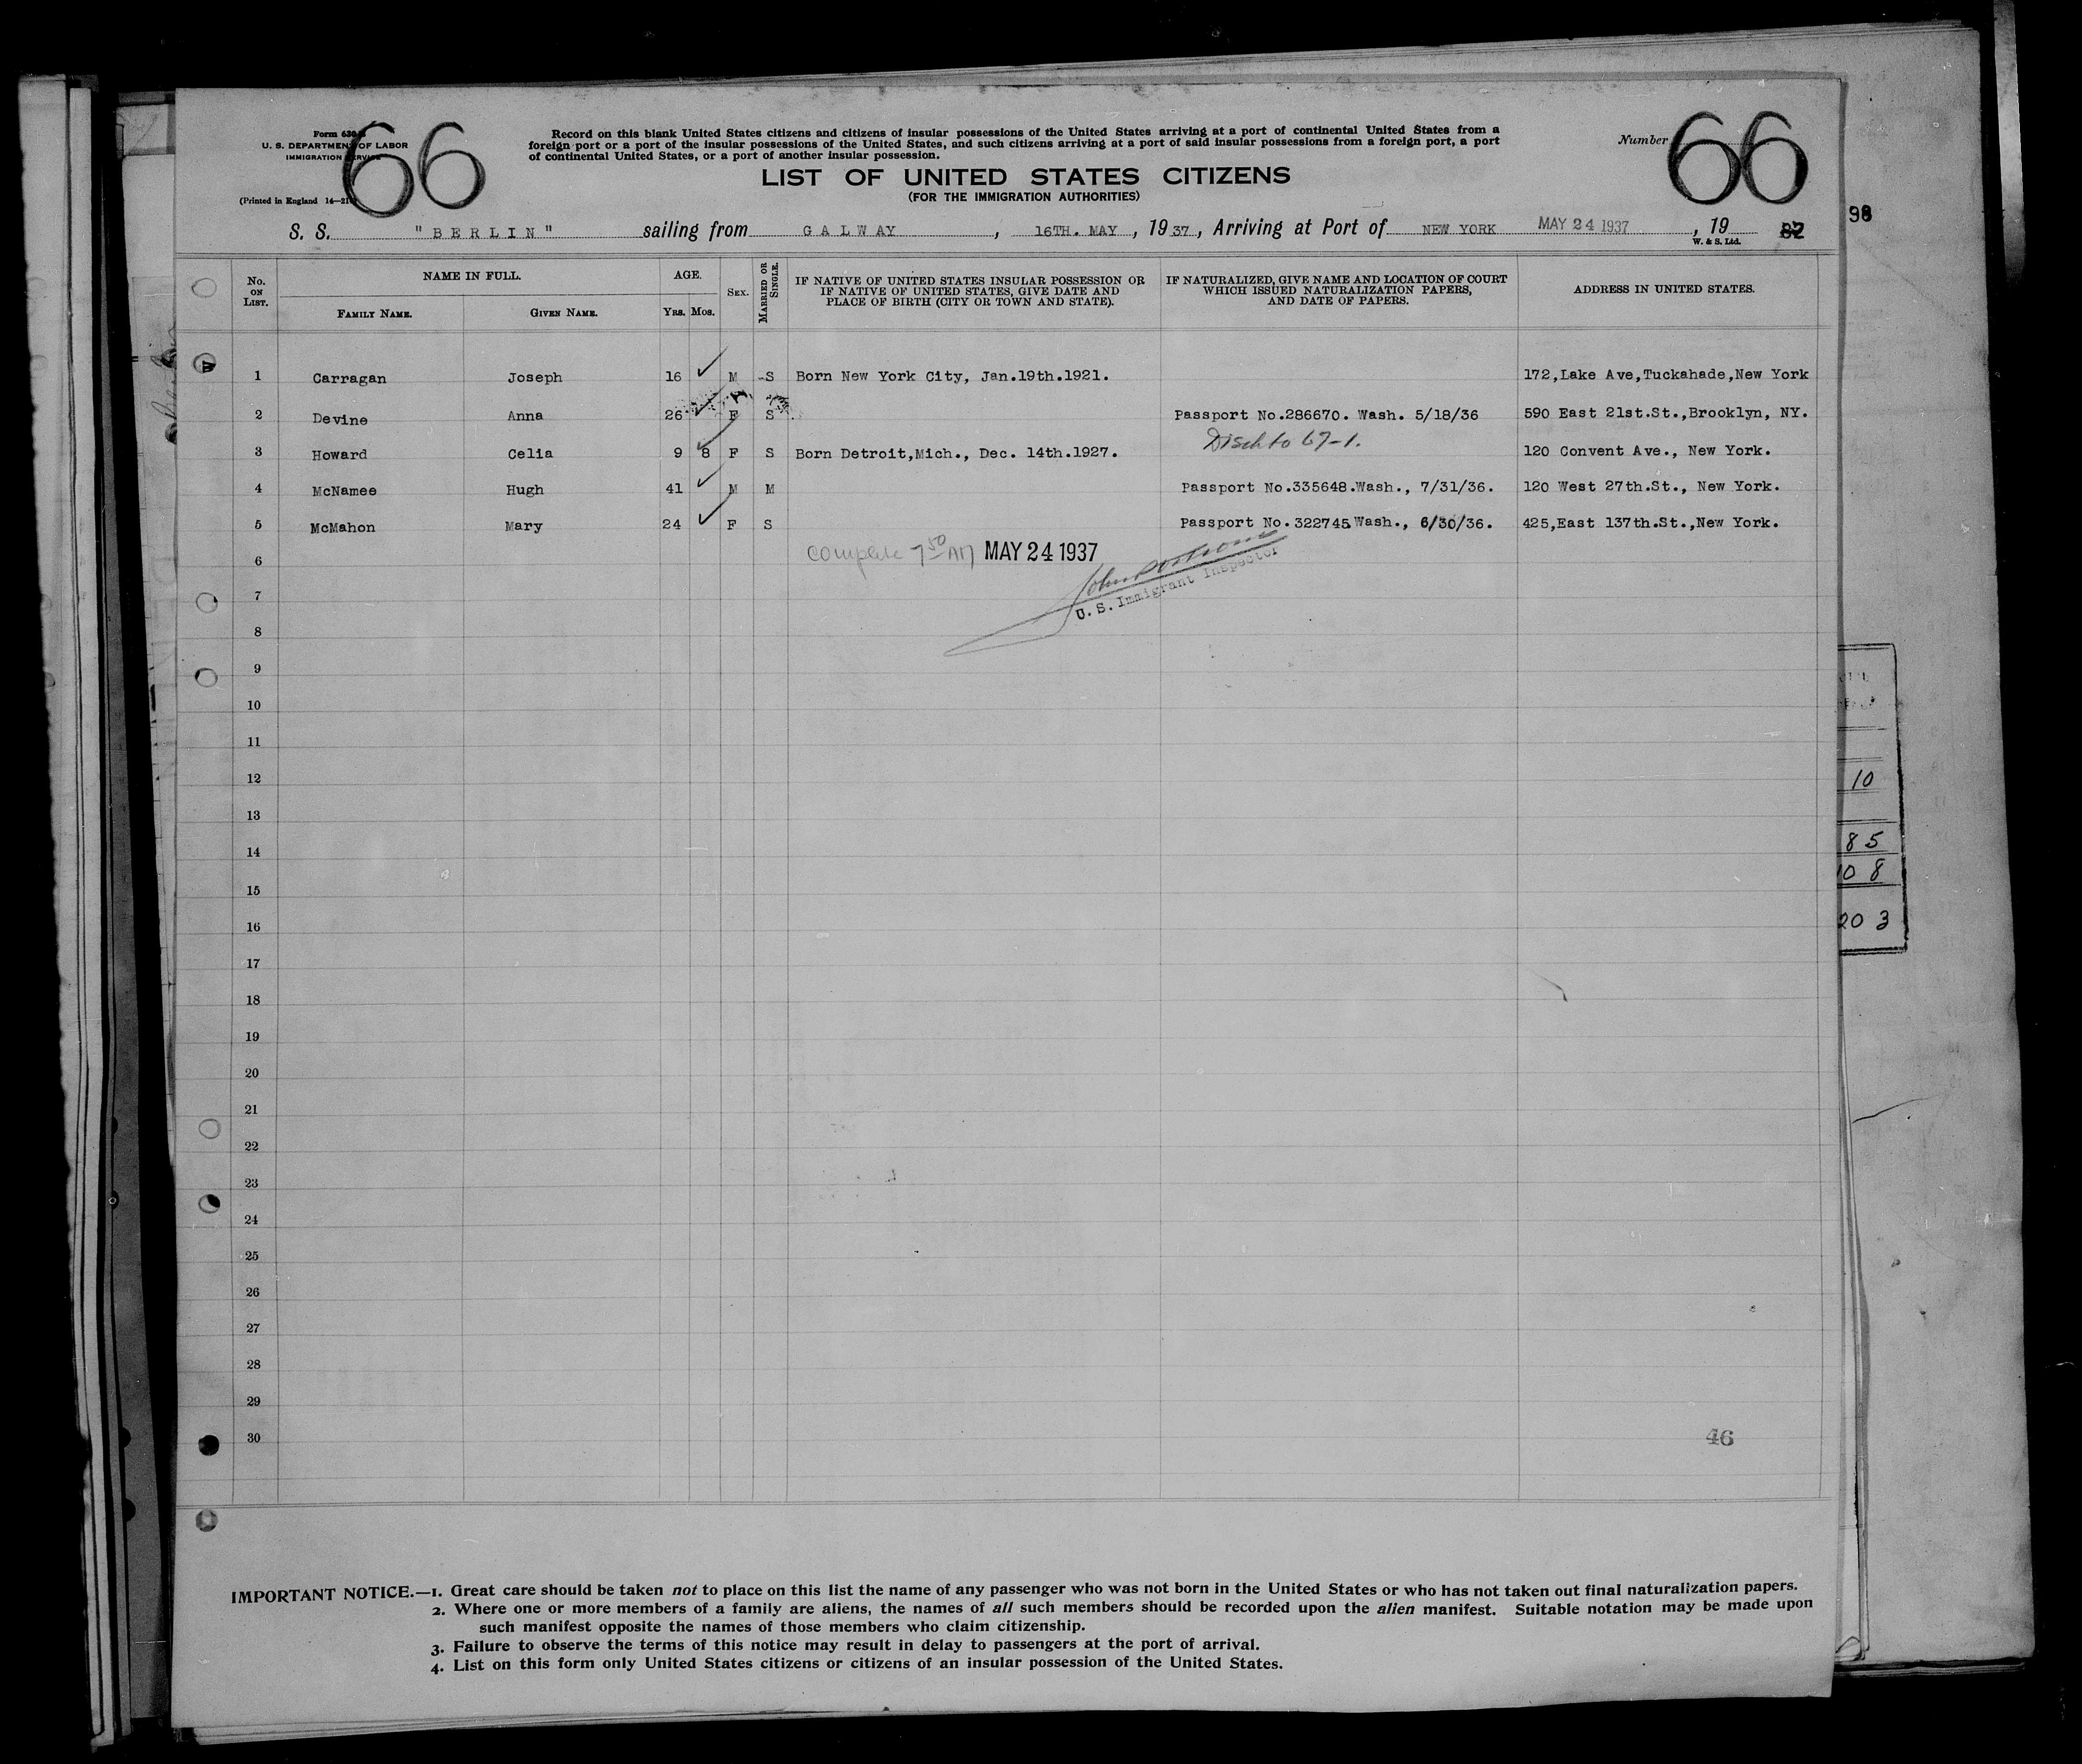 66
66
Form 630
U. S. DEPARTMENT OF LABOR
IMMIGRATION SERVICE
(Printed in England 14—21
Record on this blank United States citizens and citizens of insular possessions of the United States arriving at a port of continental United States from a
foreign port or a port of the insular possessions of the United States, and such citizens arriving at a port of said insular possessions from a foreign port, a port
of continental United States, or a port of another insular possession.
Number
LIST OF UNITED STATES CITIZENS
(FOR THE IMMIGRATION AUTHORITIES)
S. S. "BERLIN" sailing from GALWAY, 16TH. MAY, 1937, Arriving at Port of NEW YORK MAY 24 1937, 19
98
W. & S. Ltd.
No. ON LIST. NAME IN FULL. FAMILY NAME. GIVEN NAME. AGE. YRS. MOS. SEX. MARRIED OR SINGLE. IF NATIVE OF UNITED STATES INSULAR POSSESSION OR IF NATIVE OF UNITED STATES, GIVE DATE AND PLACE OF BIRTH (CITY OR TOWN AND STATE). IF NATURALIZED, GIVE NAME AND LOCATION OF COURT WHICH ISSUED NATURALIZATION PAPERS, AND DATE OF PAPERS. ADDRESS IN UNITED STATES.
1 Carragan Joseph 16 M S Born New York City, Jan.19th.1921. 172,Lake Ave,Tuckahade,New York
2 Devine Anna 26 F S Passport No.286670. Wash. 5/18/36 590 East 21st.St.,Brooklyn, NY.
Disch to 67-1.
3 Howard Celia 9 8 F S Born Detroit,Mich., Dec. 14th.1927. 120 Convent Ave., New York.
4 McNamee Hugh 41 M M Passport No.335648.Wash., 7/31/36. 120 West 27th.St., New York.
5 McMahon Mary 24 F S Passport No.322745 Wash., 6/30/36. 425,East 137th.St.,New York.
Complete 7 50 AM MAY 24 1937
U. S. Immigrant Inspector
6
7
8
9
10
11
12
13
14
15
16
17
18
19
20
21
22
23
24
25
26
27
28
29
30
46
10
85
08
20 3
IMPORTANT NOTICE.—1. Great care should be taken not to place on this list the name of any passenger who was not born in the United States or who has not taken out final naturalization papers.
2. Where one or more members of a family are aliens, the names of all such members should be recorded upon the alien manifest. Suitable notation may be made upon
such manifest opposite the names of those members who claim citizenship.
3. Failure to observe the terms of this notice may result in delay to passengers at the port of arrival.
4. List on this form only United States citizens or citizens of an insular possession of the United States.